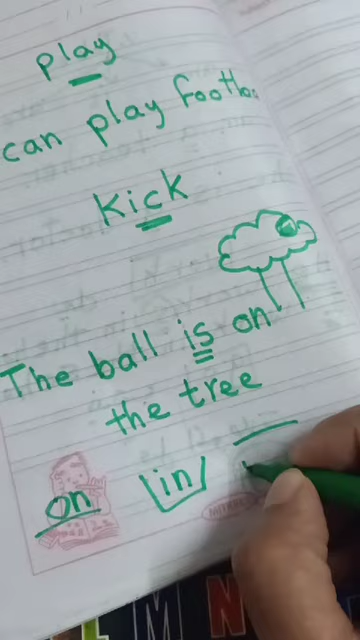 play
can play footba
Kick
The ball is on
the tree
on in
M N